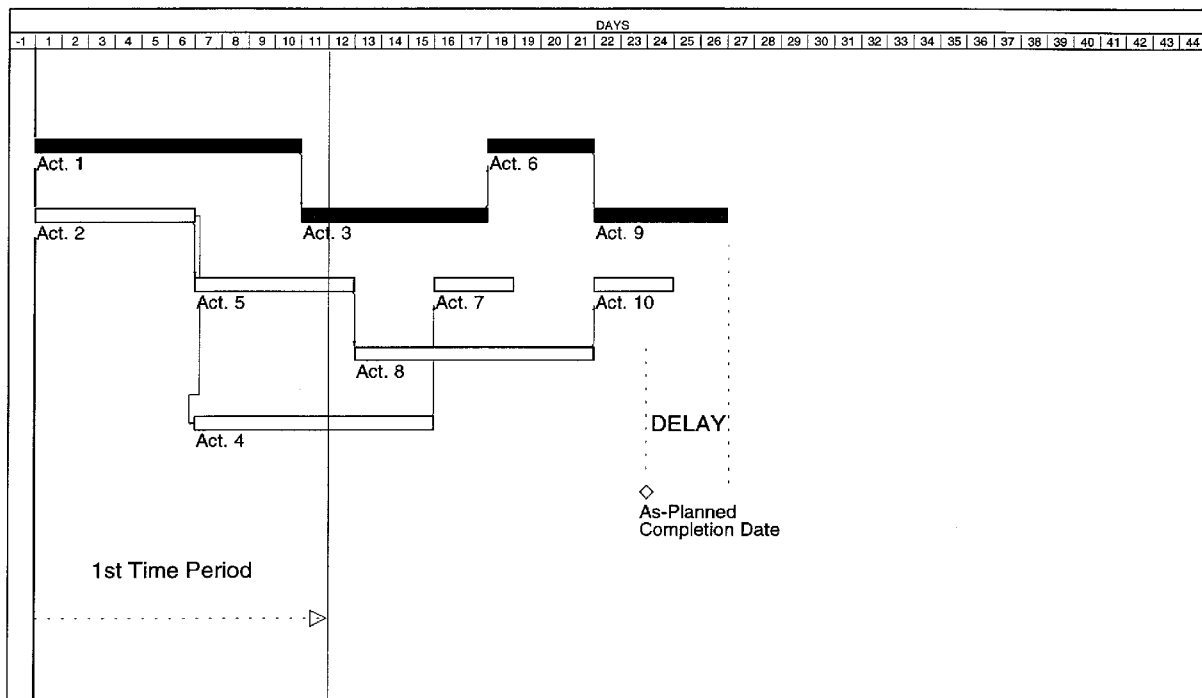 DAYS
-1 1 2 3 4 5 6 7 8 9 10 11 12 13 14 15 16 17 18 19 20 21 22 23 24 25 26 27 28 29 30 31 32 33 34 35 36 37 38 39 40 41 42 43 44
Act. 1
Act. 6
Act. 2
Act. 3
Act. 9
Act. 5
Act. 7
Act. 10
Act. 8
DELAY
Act. 4
As-Planned
Completion Date
1st Time Period